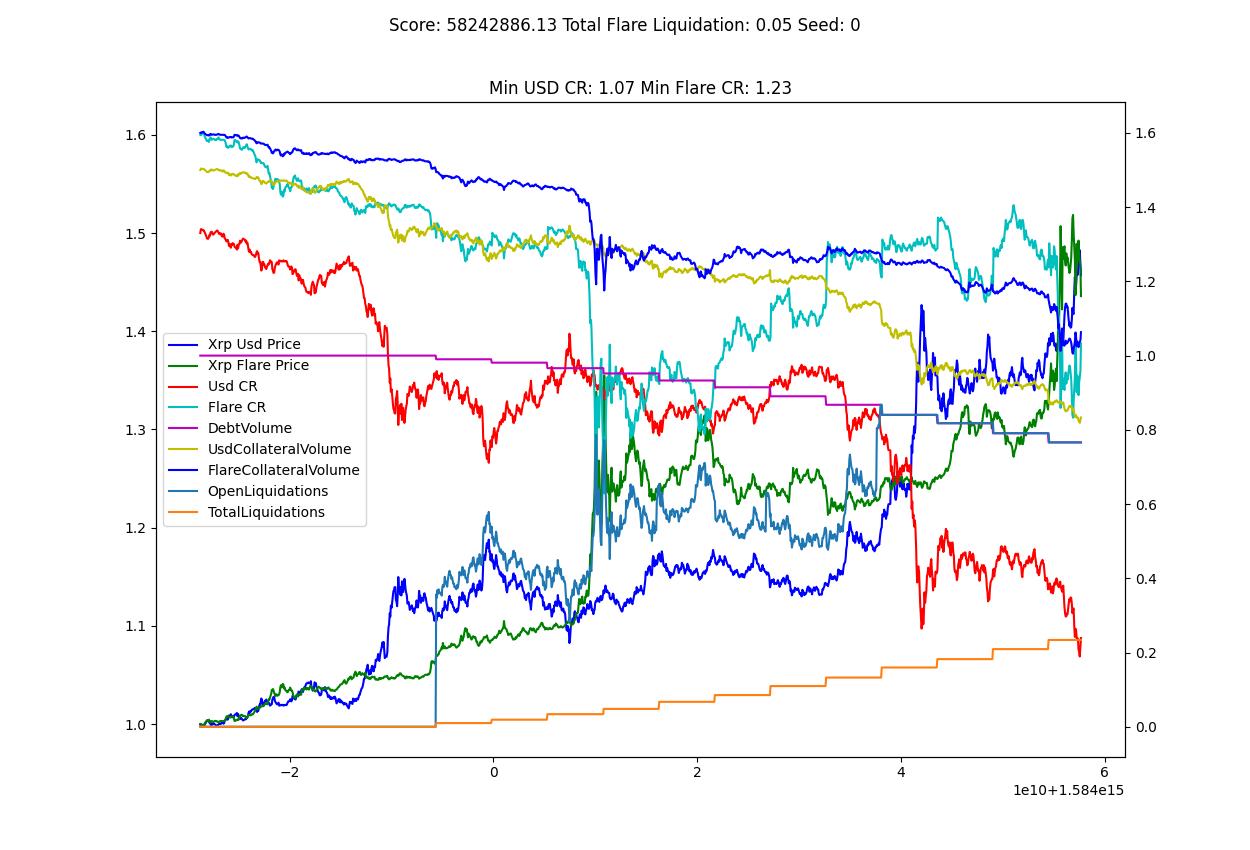 Score: 58242886.13 Total Flare Liquidation: 0.05 Seed: 0
Min USD CR: 1.07 Min Flare CR: 1.23
1.6
1.5
1.4
1.3
1.2
1.1
1.0
Xrp Usd Price
Xrp Flare Price
Usd CR
Flare CR
DebtVolume
UsdCollateralVolume
FlareCollateralVolume
OpenLiquidations
TotalLiquidations
1.6
1.4
1.2
1.0
0.8
0.6
0.4
0.2
0.0
−2 0 2 4 6
1e10+1.584e15